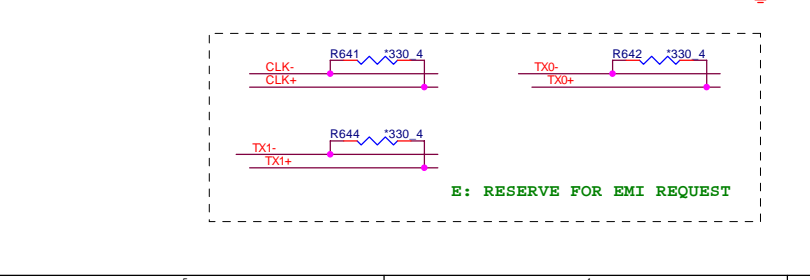 R641 *330_4
CLK-
CLK+
R642 *330_4
TX0-
TX0+
R644 *330_4
TX1-
TX1+
E: RESERVE FOR EMI REQUEST